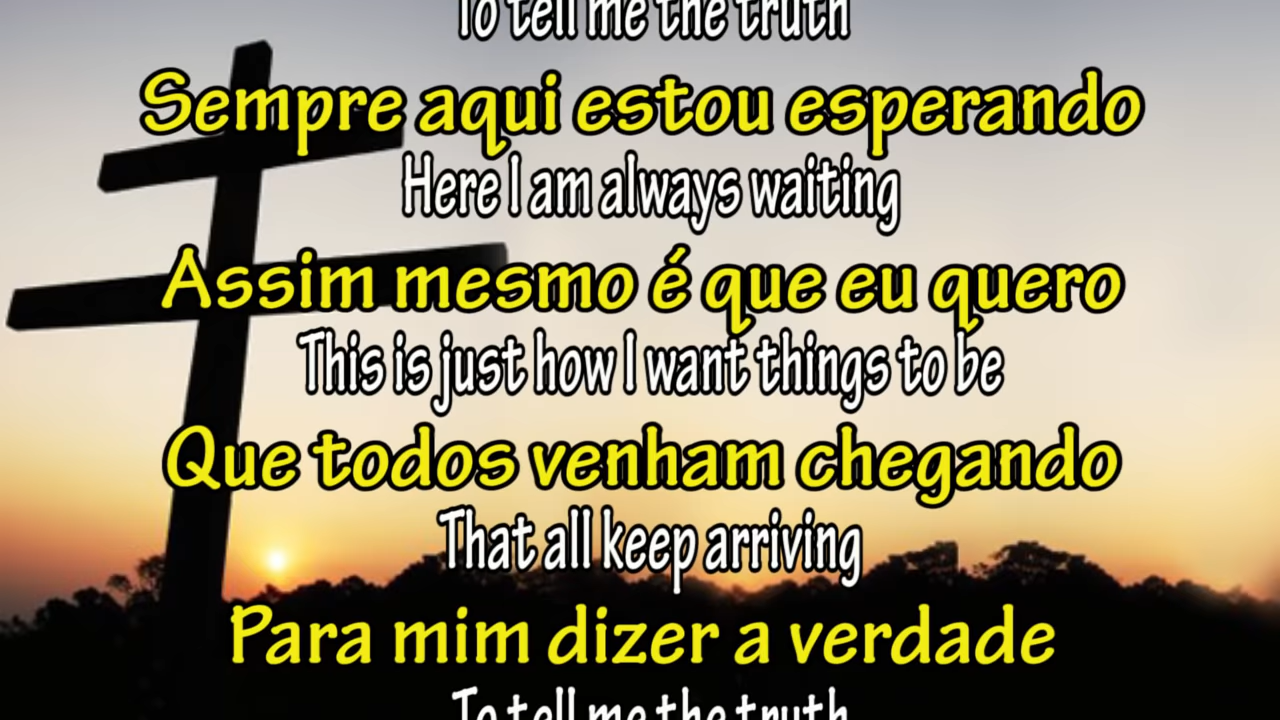 To tell me the truth
Sempre aqui estou esperando
Here I am always waiting
Assim mesmo é que eu quero
This is just how I want things to be
Que todos venham chegando
That all keep arriving
Para mim dizer a verdade
To tell me the truth